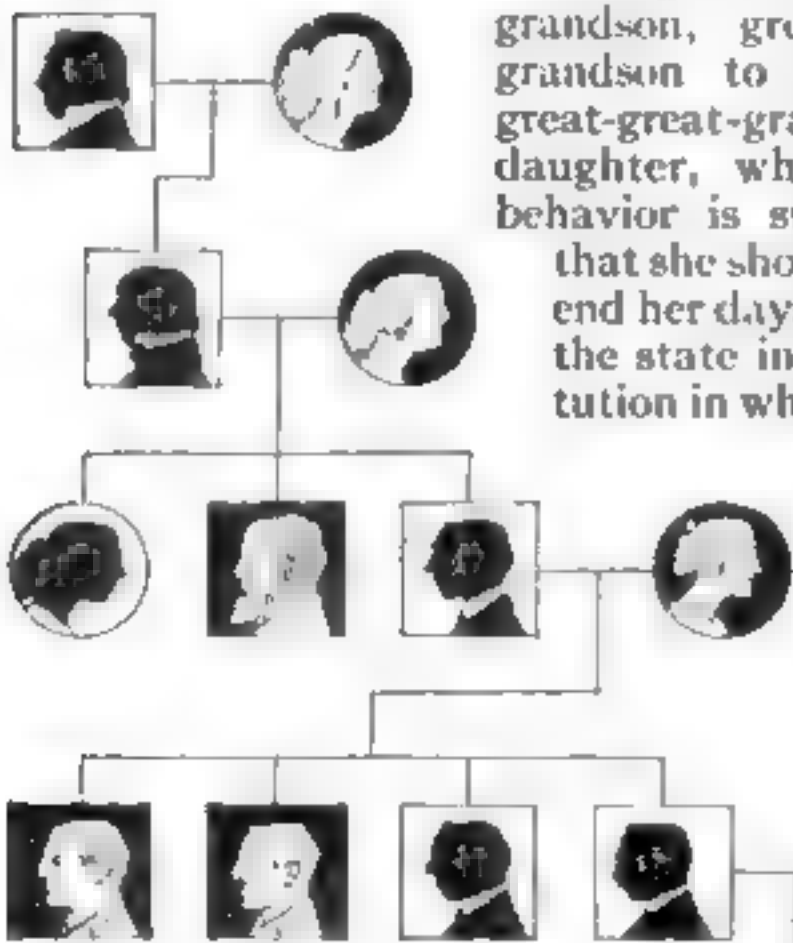 grandson, gre
grandson to
great-great-gra
daughter, wh
behavior is s
that she sho
end her day
the state in
tution in wh